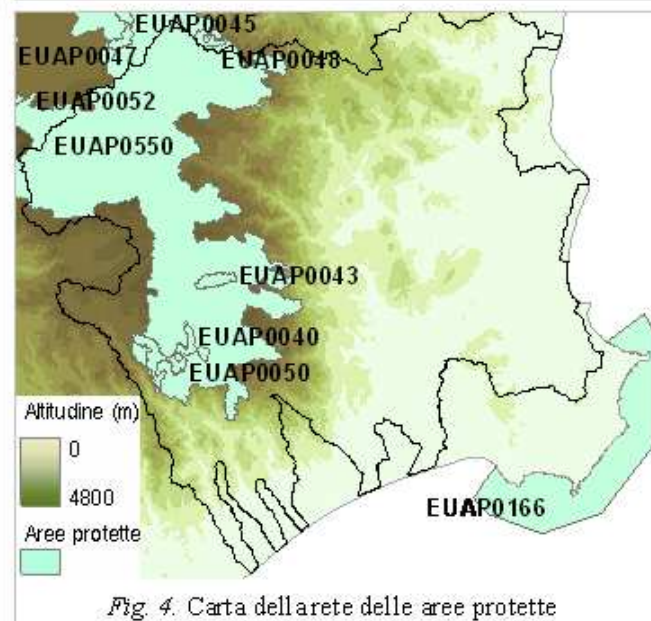 EUAP0045
EUAP0047
EUAP0048
EUAP0052
EUAP0550
EUAP0043
EUAP0040
EUAP0050
Altitudine (m)
0
4800
EUAP0166
Aree protette
Fig. 4. Carta della rete delle aree protette